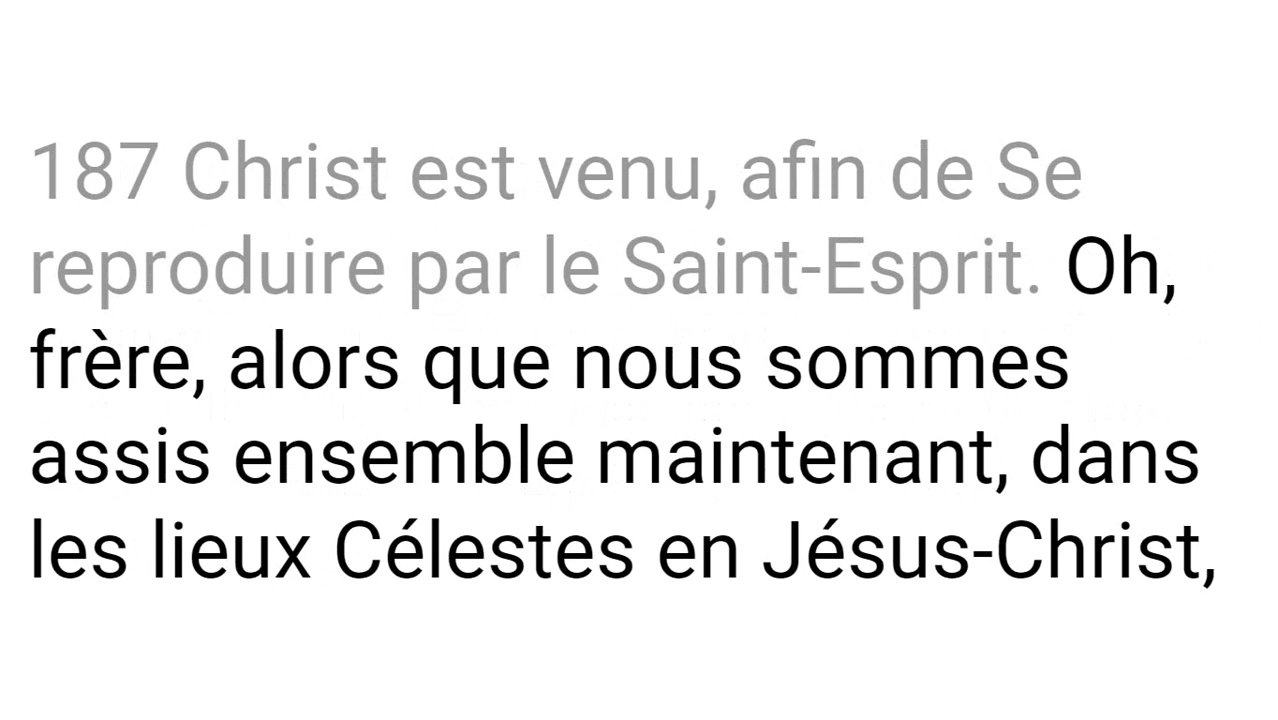 187 Christ est venu, afin de Se
reproduire par le Saint-Esprit. Oh,
frère, alors que nous sommes
assis ensemble maintenant, dans
les lieux Célestes en Jésus-Christ,